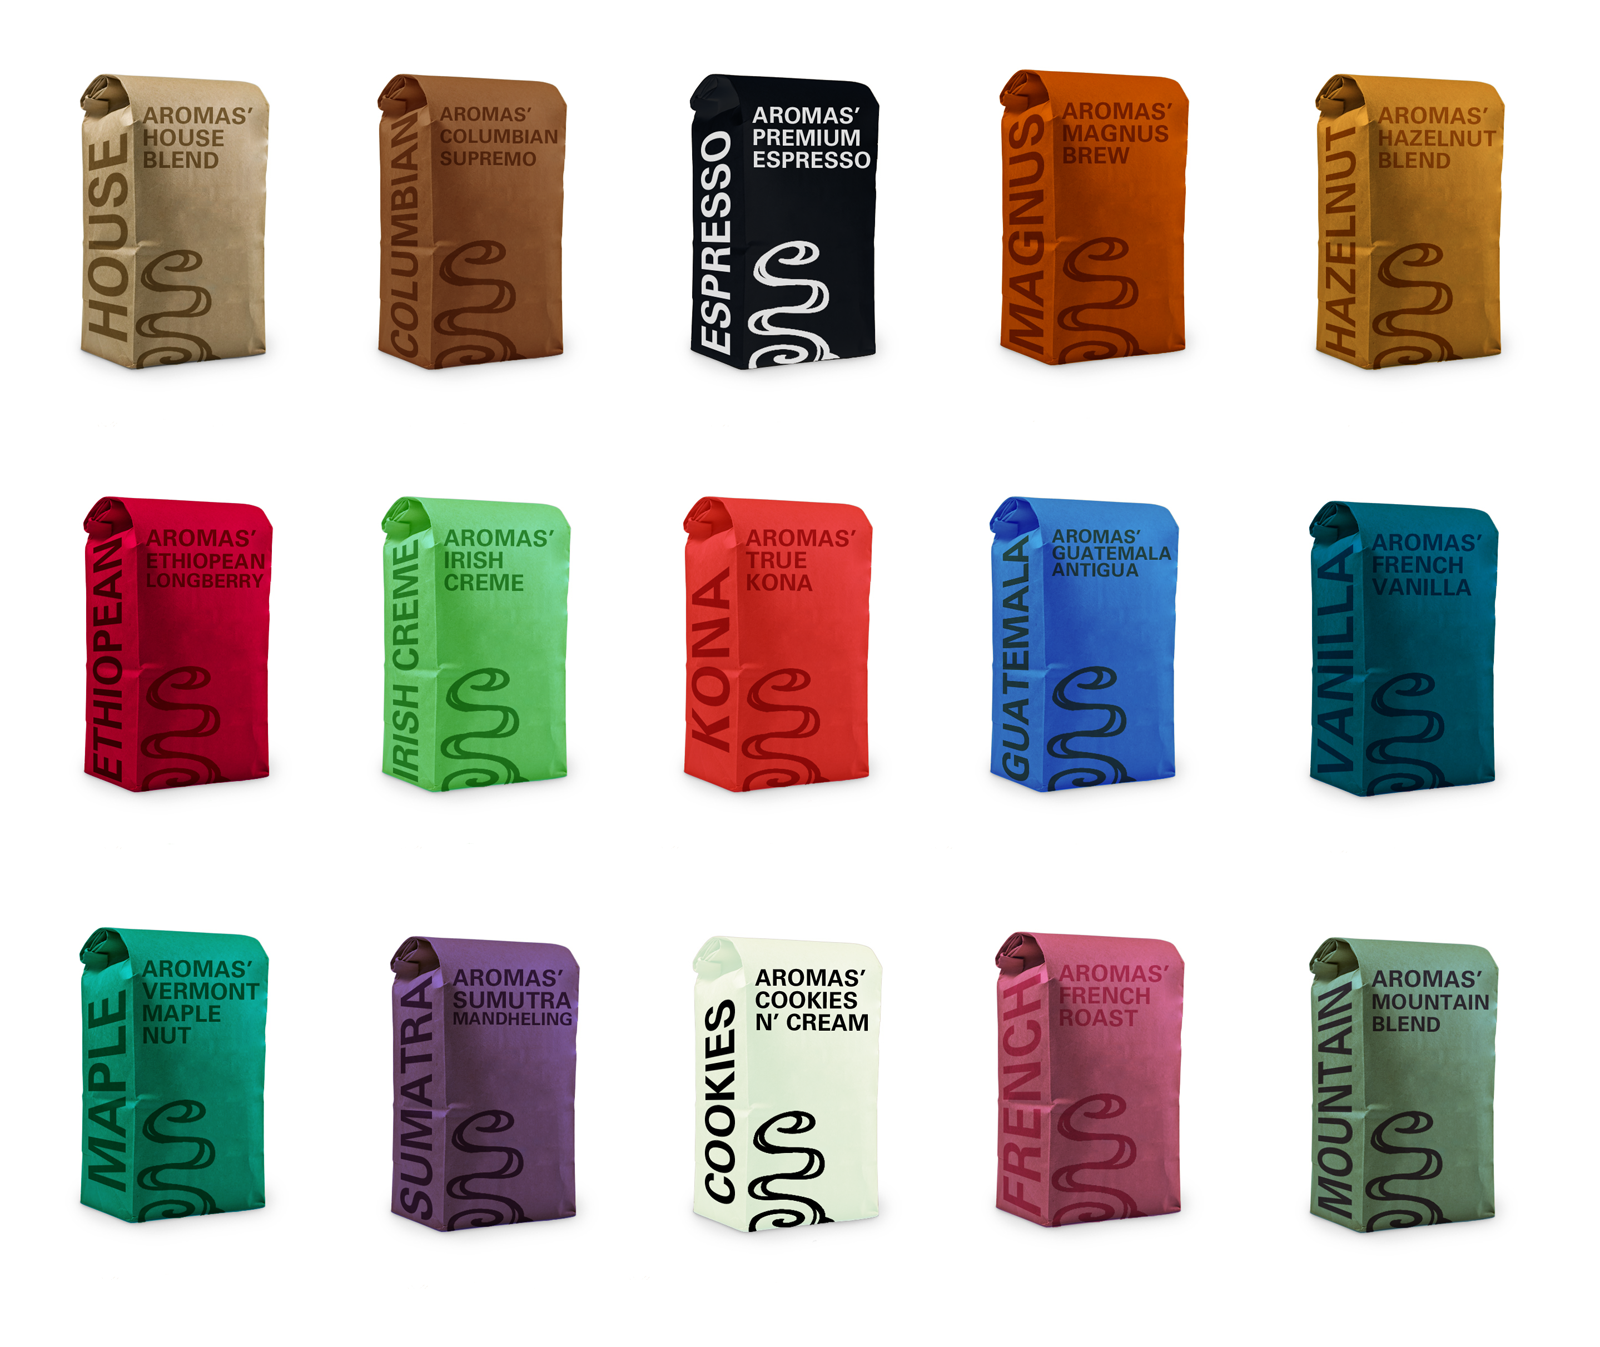 HOUSE
AROMAS’
HOUSE
BLEND
COLUMBIAN
AROMAS’
COLUMBIAN
SUPREMO
ESPRESSO
AROMAS’
PREMIUM
ESPRESSO
MAGNUS
AROMAS’
MAGNUS
BREW
HAZELNUT
AROMAS’
HAZELNUT
BLEND
ETHIOPEAN
AROMAS’
ETHIOPEAN
LONGBERRY
IRISH CREME
AROMAS’
IRISH
CREME
KONA
AROMAS’
TRUE
KONA
GUATEMALA
AROMAS’
GUATEMALA
ANTIGUA
VANILLA
AROMAS’
FRENCH
VANILLA
MAPLE
AROMAS’
VERMONT
MAPLE
NUT
SUMATRA
AROMAS’
SUMUTRA
MANDHELING
COOKIES
AROMAS’
COOKIES
N’ CREAM
FRENCH
AROMAS’
FRENCH
ROAST
MOUNTAIN
AROMAS’
MOUNTAIN
BLEND